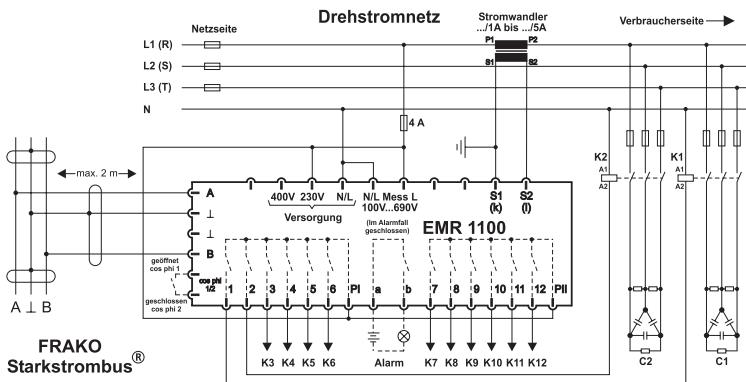 Drehstromnetz
Netzseite
Stromwandler
.../1A bis .../5A
Verbraucherseite
L1 (R)
P1
P2
L2 (S)
S1
S2
L3 (T)
N
4 A
K2
K1
A1
A2
A1
A2
max. 2 m
A
⊥
⊥
B
400V 230V N/L
Versorgung
N/L Mess L
100V...690V
S1
(k)
S2
(l)
(Im Alarmfall
geschlossen)
EMR 1100
geöffnet
cos phi 1
cos phi
1/2
geschlossen
cos phi 2
1 2 3 4 5 6 PI a b 7 8 9 10 11 12 PII
A ⊥ B
K3 K4 K5 K6 Alarm K7 K8 K9 K10 K11 K12
C2
C1
FRAKO
Starkstrombus®